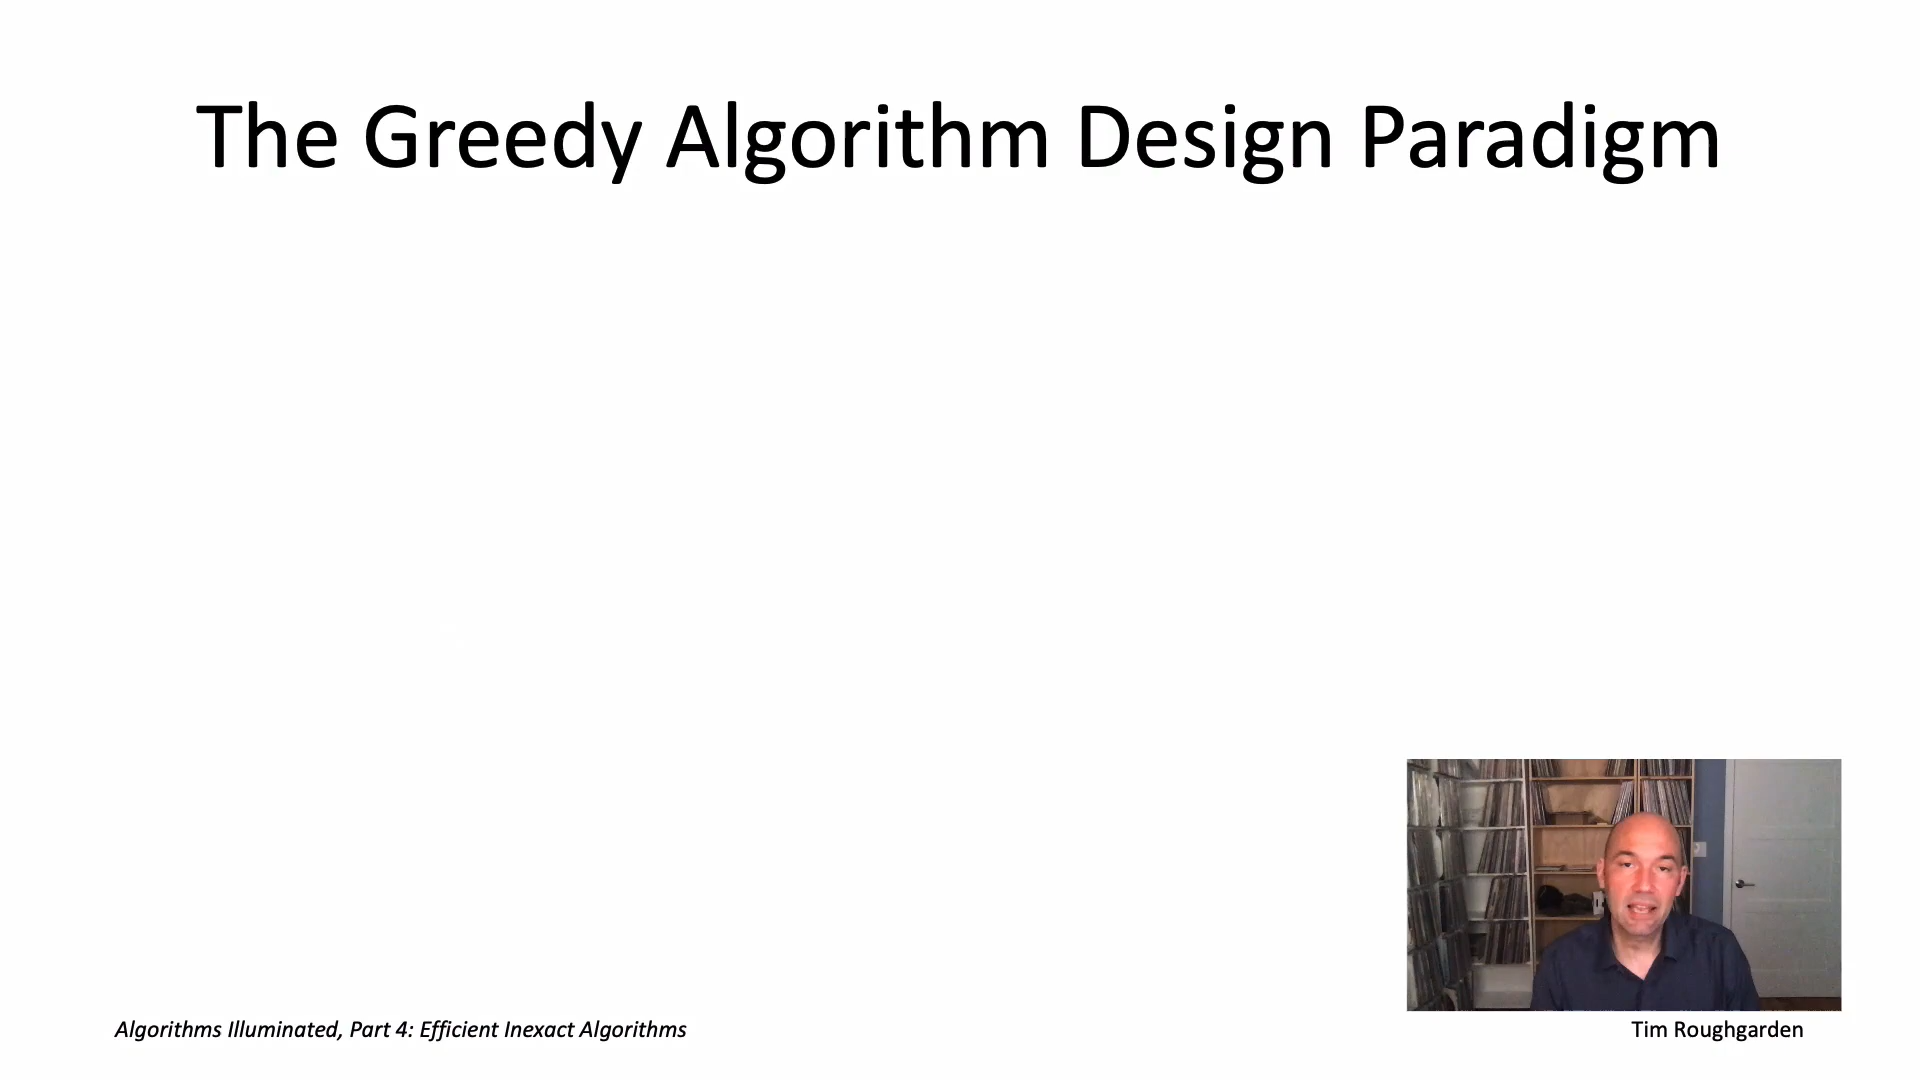 The Greedy Algorithm Design Paradigm
Algorithms Illuminated, Part 4: Efficient Inexact Algorithms
Tim Roughgarden